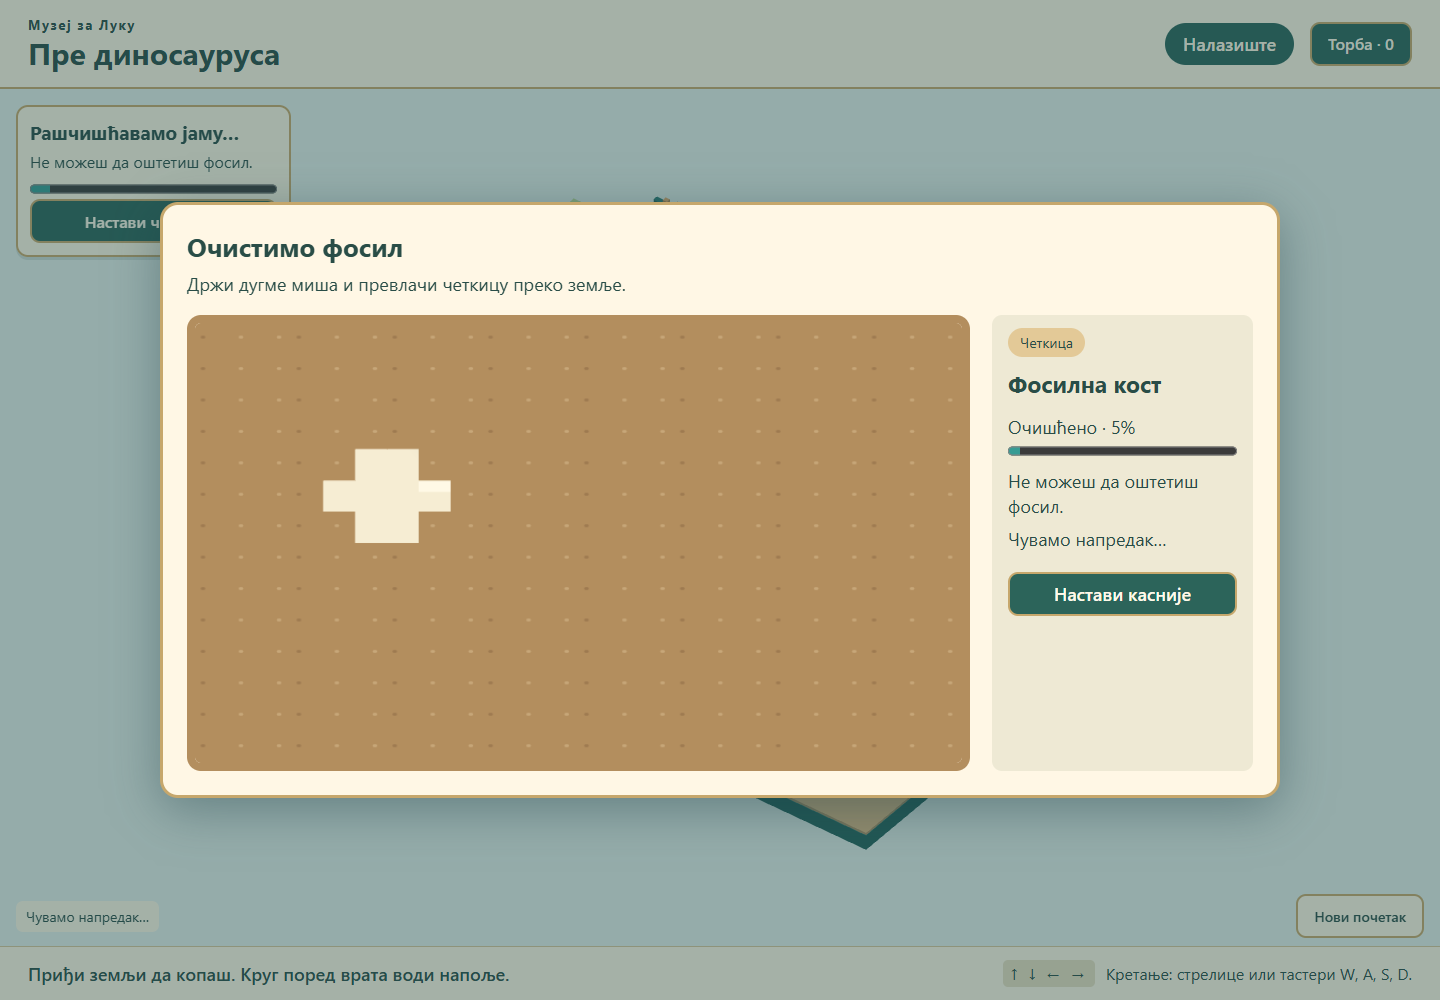 Музеј за Луку
Пре диносауруса
Налазиште
Торба · 0
Рашчишћавамо јаму...
Не можеш да оштетиш фосил.
Настави ч
Очистимо фосил
Држи дугме миша и превлачи четкицу преко земље.
Четкица
Фосилна кост
Очишћено · 5%
Не можеш да оштетиш
фосил.
Чувамо напредак...
Настави касније
Чувамо напредак...
Нови почетак
Приђи земљи да копаш. Круг поред врата води напоље.
↑ ↓ ← → Кретање: стрелице или тастери W, A, S, D.